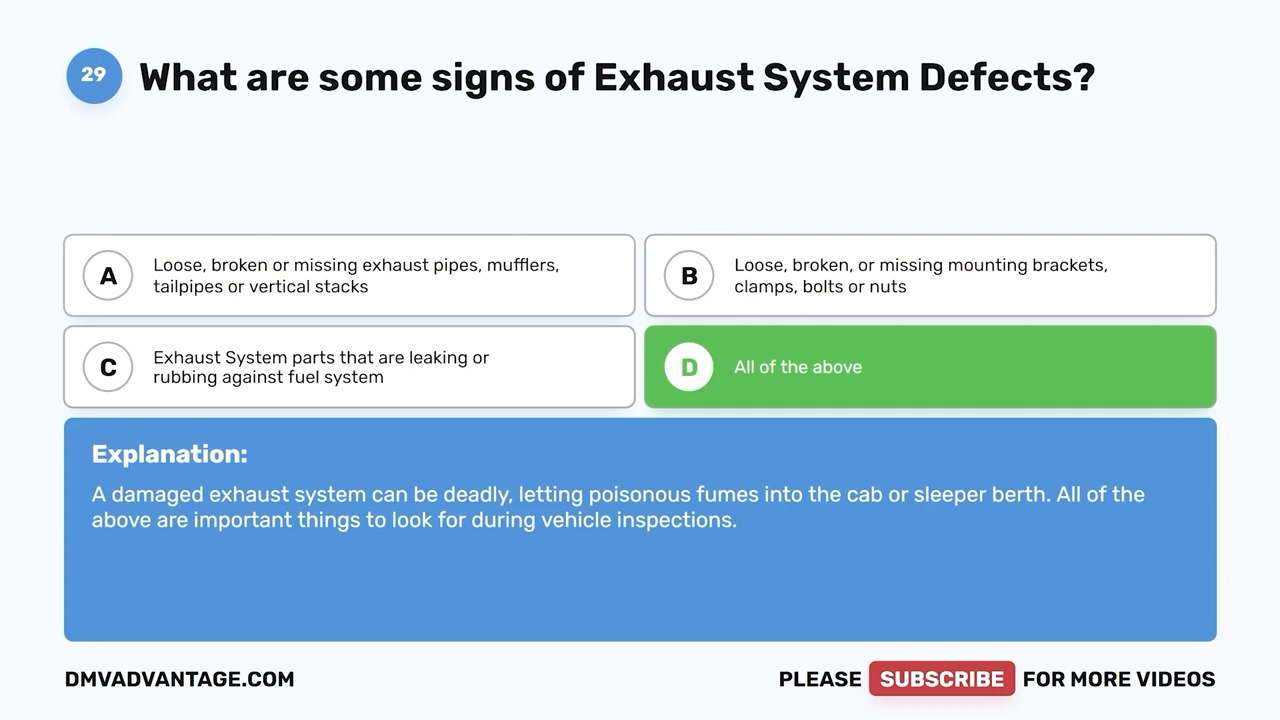 29
What are some signs of Exhaust System Defects?
A
Loose, broken or missing exhaust pipes, mufflers,
tailpipes or vertical stacks
B
Loose, broken, or missing mounting brackets,
clamps, bolts or nuts
C
Exhaust System parts that are leaking or
rubbing against fuel system
D
All of the above
Explanation:
A damaged exhaust system can be deadly, letting poisonous fumes into the cab or sleeper berth. All of the
above are important things to look for during vehicle inspections.
DMVADVANTAGE.COM
PLEASE SUBSCRIBE FOR MORE VIDEOS